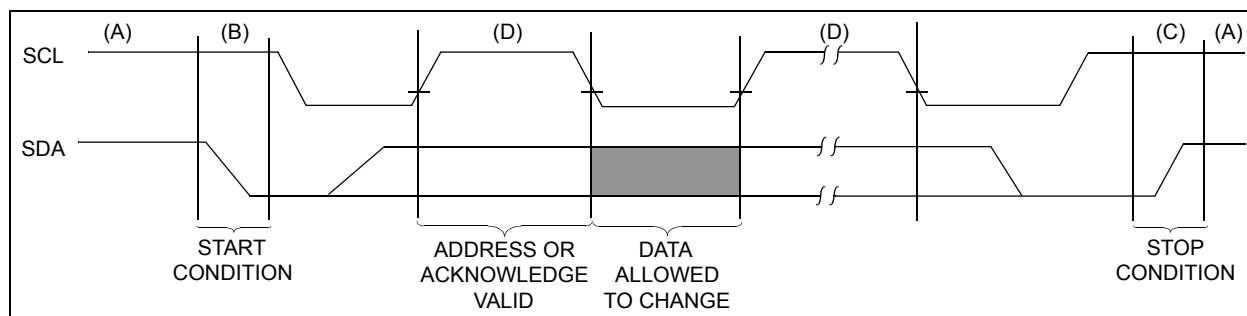 (A) (B) (D) (D) (C) (A)
SCL
SDA
START
CONDITION
ADDRESS OR
ACKNOWLEDGE
VALID
DATA
ALLOWED
TO CHANGE
STOP
CONDITION